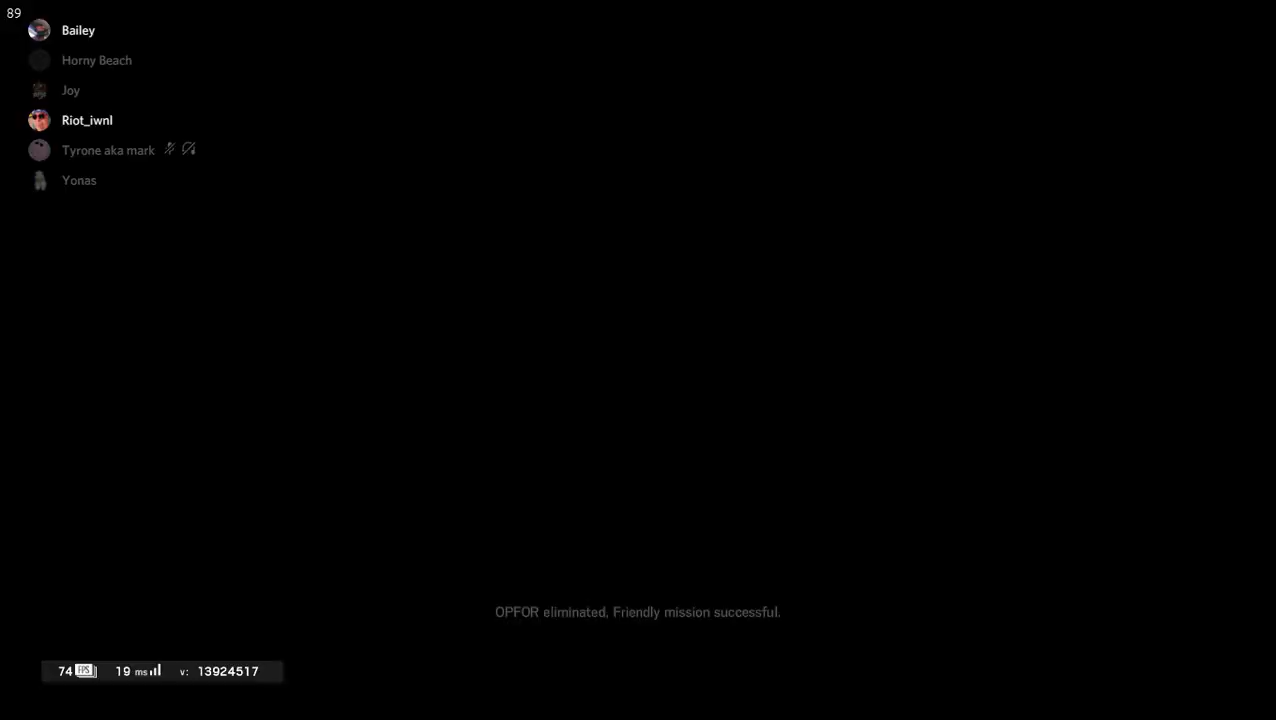 89
Bailey
Horny Beach
Joy
Riot_iwnl
Tyrone aka mark
Yonas
OPFOR eliminated, Friendly mission successful.
74 FPS 19 ms v: 13924517